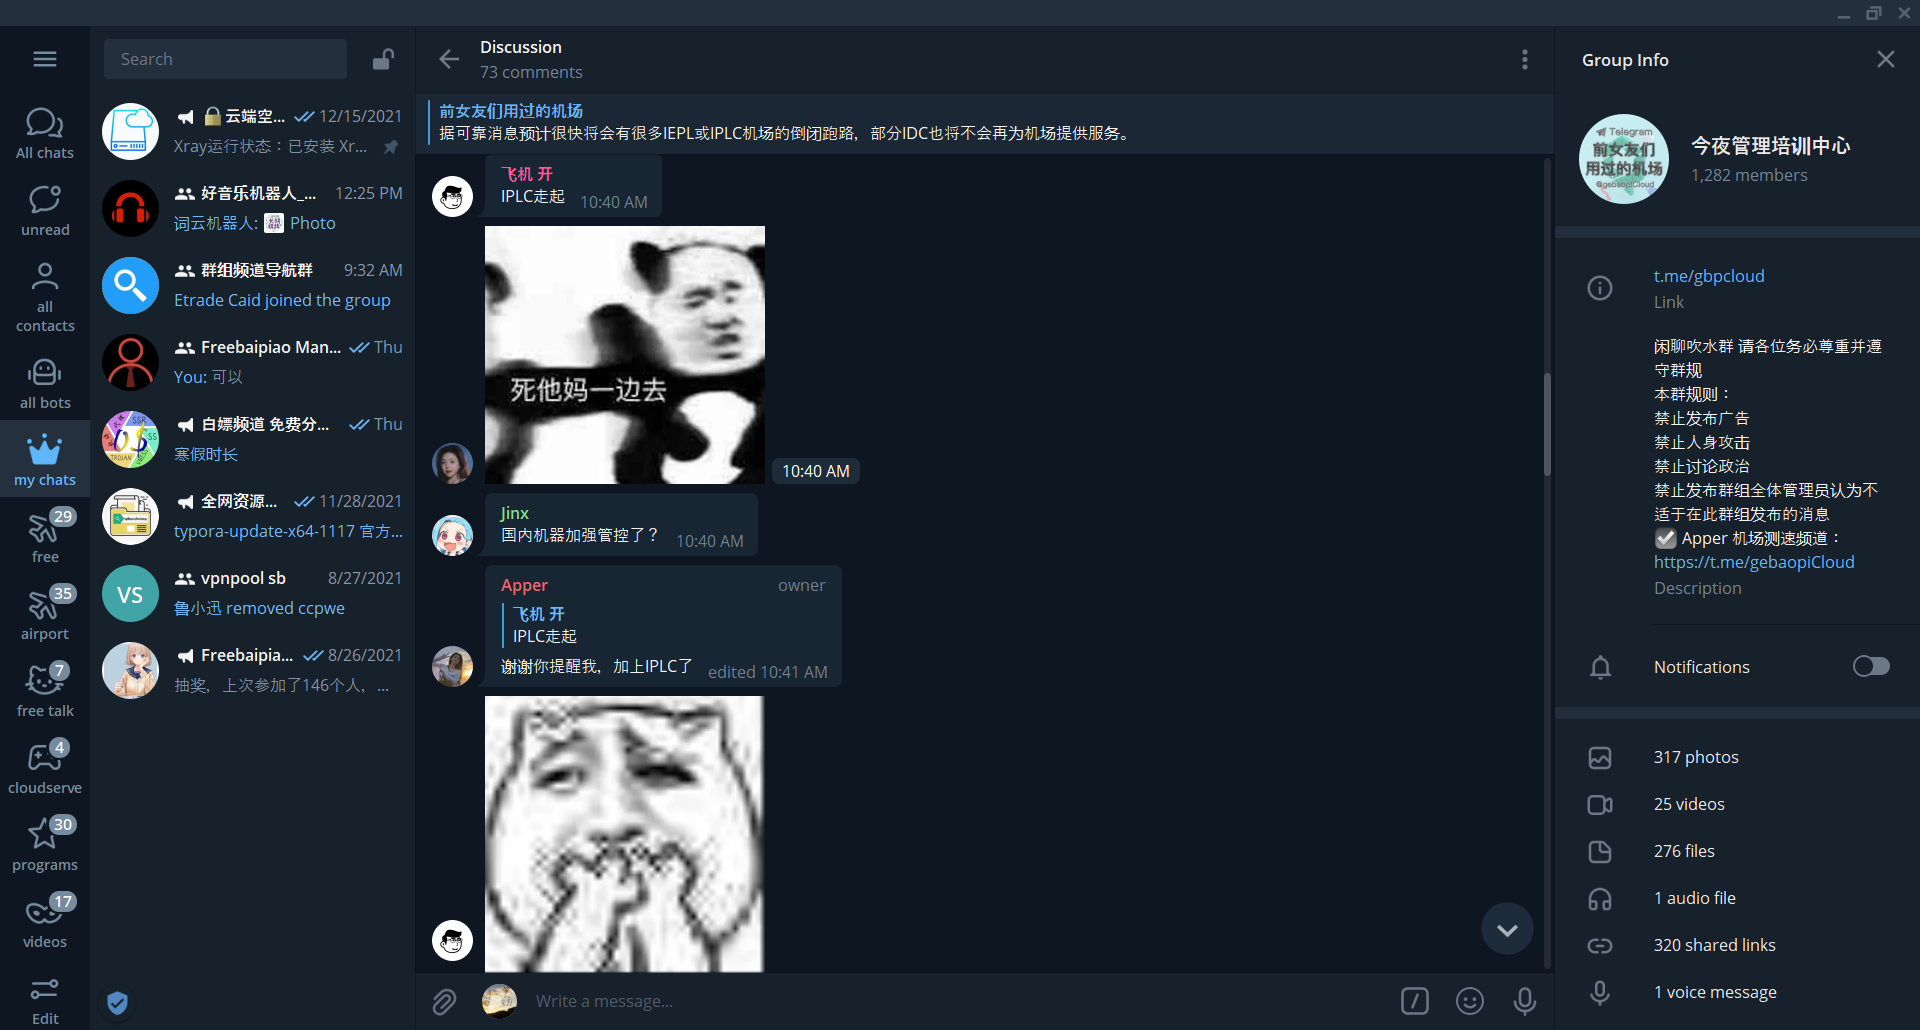 All chats
unread
all
contacts
all bots
my chats
29
free
35
airport
7
free talk
4
cloudserve
30
programs
17
videos
Edit
Search
云端空... 12/15/2021
Xray运行状态：已安装 Xr...
好音乐机器人_... 12:25 PM
词云机器人: Photo
群组频道导航群 9:32 AM
Etrade Caid joined the group
Freebaipiao Man... Thu
You: 可以
白嫖频道 免费分... Thu
寒假时长
全网资源... 11/28/2021
typora-update-x64-1117 官方...
VS
vpnpool sb 8/27/2021
鲁小迅 removed ccpwe
Freebaipia... 8/26/2021
抽奖，上次参加了146个人，...
Discussion
73 comments
前女友们用过的机场
据可靠消息预计很快将会有很多IEPL或IPLC机场的倒闭跑路，部分IDC也将不会再为机场提供服务。
飞机 开
IPLC走起 10:40 AM
死他妈一边去
10:40 AM
Jinx
国内机器加强管控了？ 10:40 AM
Apper owner
飞机 开
IPLC走起
谢谢你提醒我，加上IPLC了 edited 10:41 AM
Write a message...
Group Info
Telegram
前女友们
用过的机场
@gebaopiCloud
今夜管理培训中心
1,282 members
t.me/gbpcloud
Link
闲聊吹水群 请各位务必尊重并遵
守群规
本群规则：
禁止发布广告
禁止人身攻击
禁止讨论政治
禁止发布群组全体管理员认为不
适于在此群组发布的消息
Apper 机场测速频道：
https://t.me/gebaopiCloud
Description
Notifications
317 photos
25 videos
276 files
1 audio file
320 shared links
1 voice message